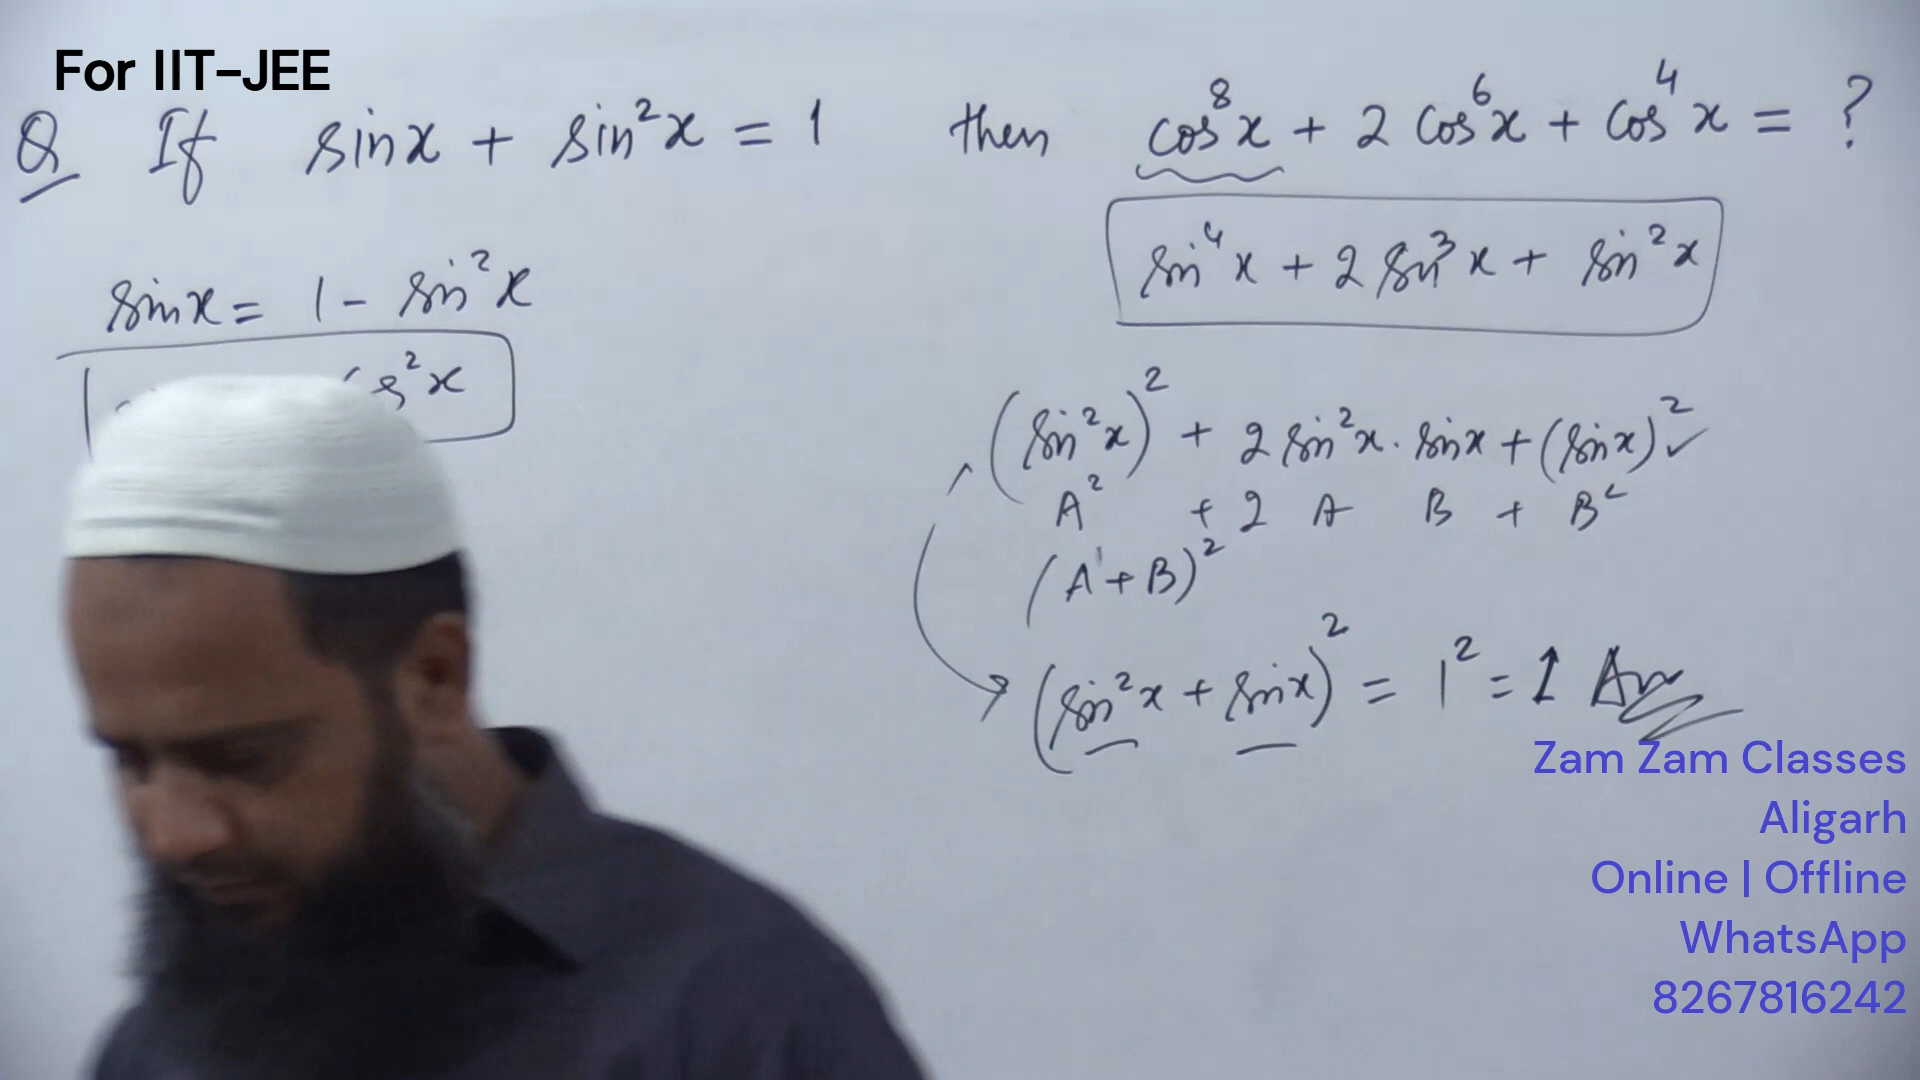 For IIT-JEE
Q If sinx + sin²x = 1 then cos⁸x + 2 cos⁶x + cos⁴x = ?
sin⁴x + 2 sin³x + sin²x
sinx = 1 - sin²x
s²x
(sin²x)² + 2 sin²x . sinx + (sinx)² ✓
A² + 2 A B + B²
(A + B)²
(sin²x + sinx)² = 1² = 1 Ans
Zam Zam Classes
Aligarh
Online | Offline
WhatsApp
8267816242